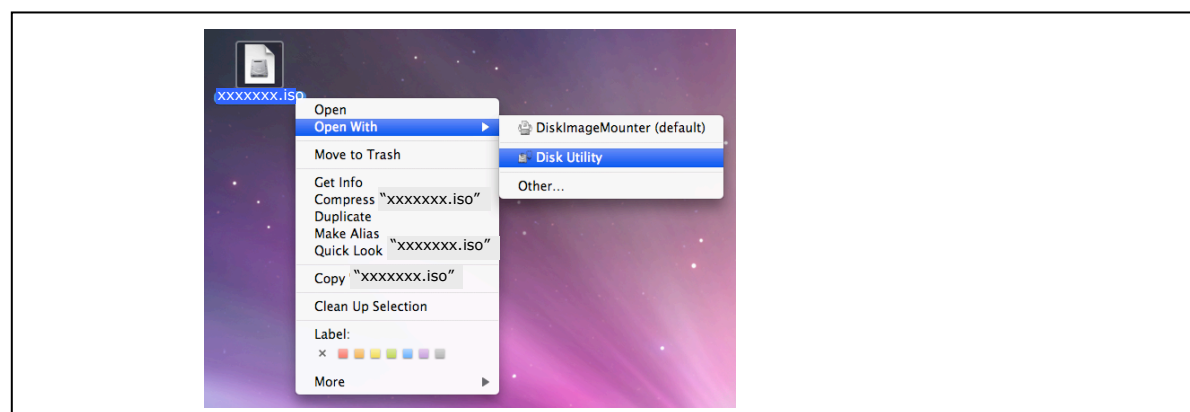 xxxxxxx.iso
Open
Open With
DiskImageMounter (default)
Move to Trash
Disk Utility
Get Info
Other...
Compress “xxxxxxx.iso”
Duplicate
Make Alias
Quick Look “xxxxxxx.iso”
Copy “xxxxxxx.iso”
Clean Up Selection
Label:
More